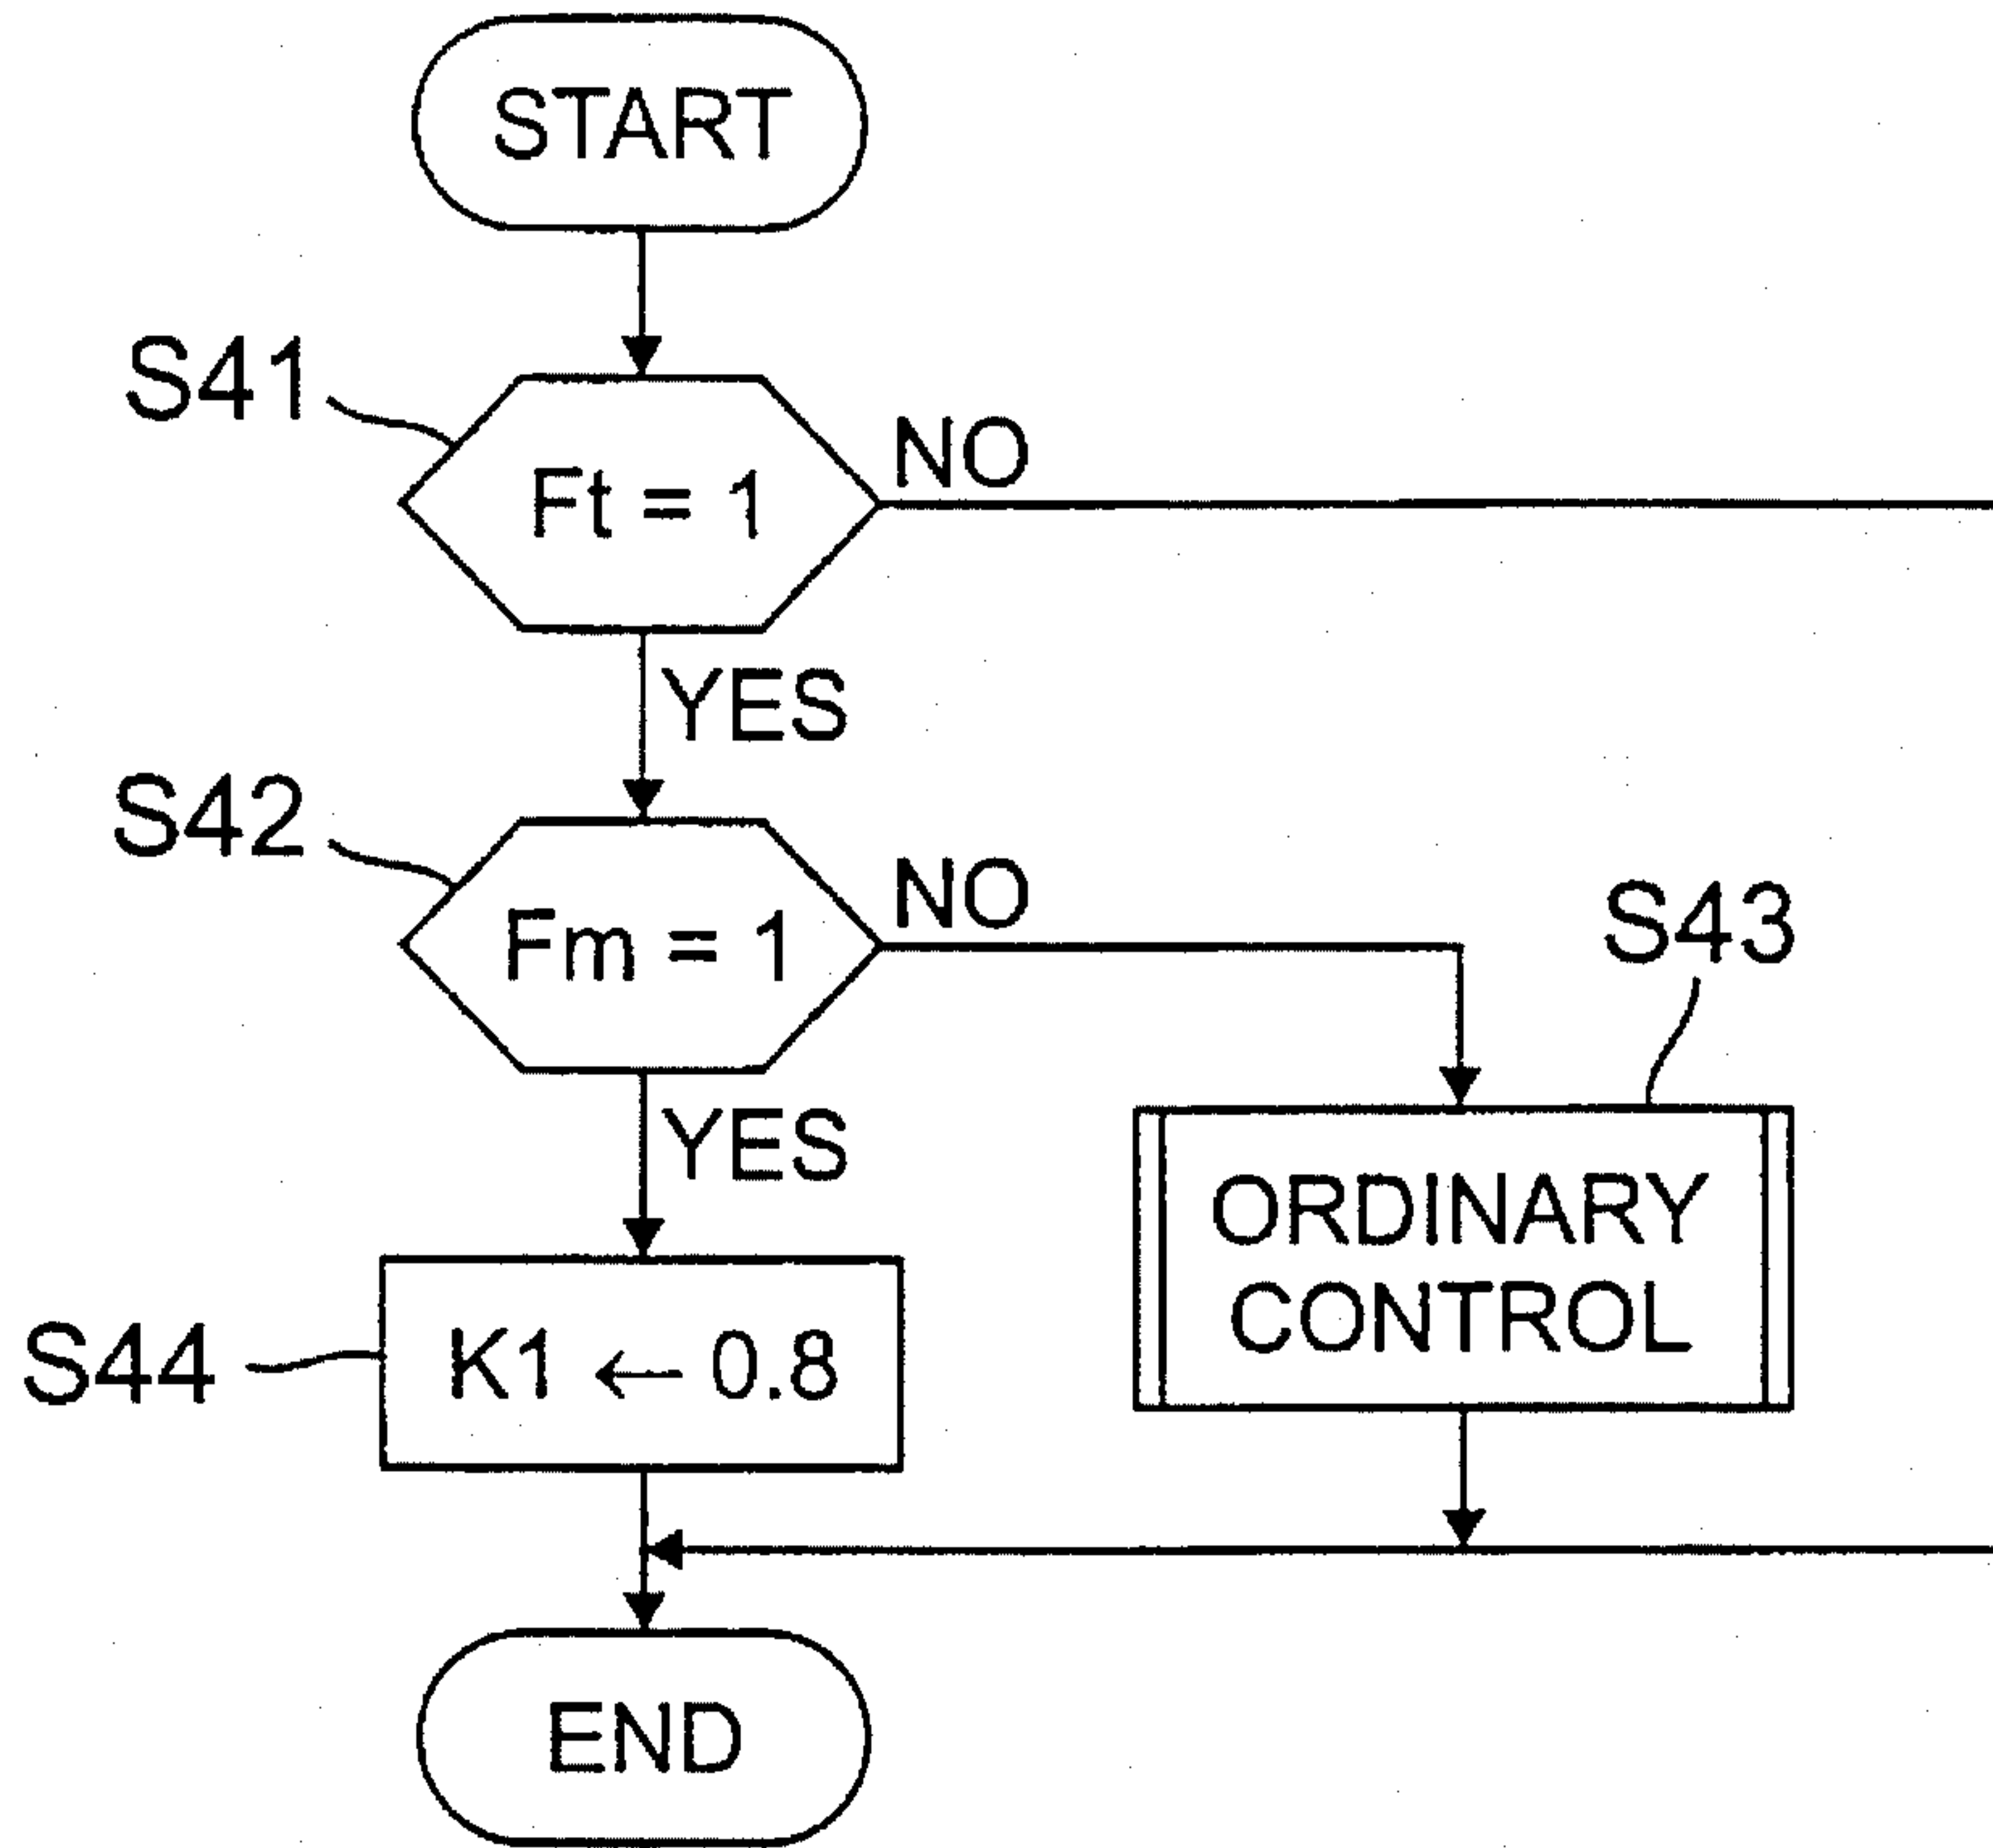 START
S41
Ft = 1
NO
YES
S42
Fm = 1
NO
S43
YES
ORDINARY
CONTROL
S44
K1 ← 0.8
END